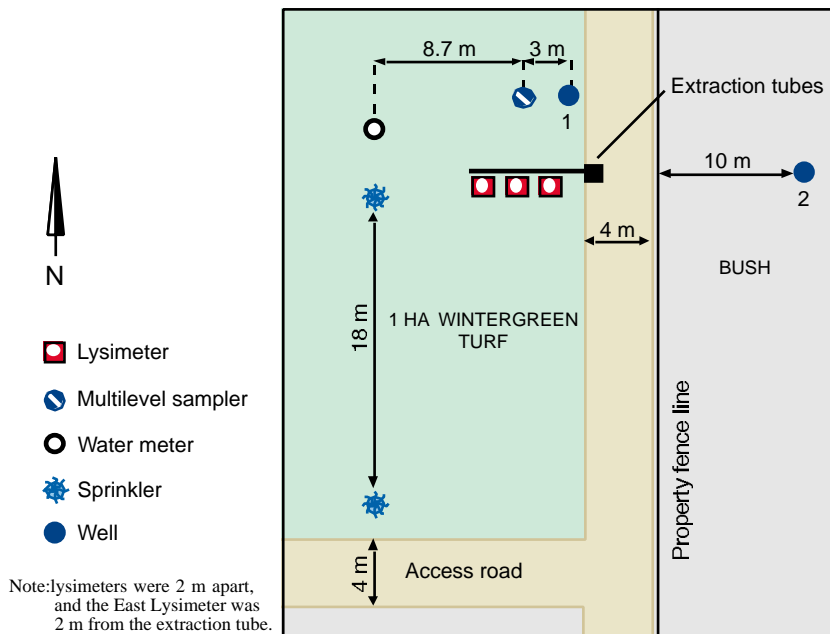 8.7 m
3 m
Extraction tubes
1
10 m
2
4 m
N
BUSH
18 m
1 HA WINTERGREEN
TURF
Lysimeter
Multilevel sampler
Water meter
Sprinkler
Well
Property fence line
4 m
Access road
Note:lysimeters were 2 m apart,
and the East Lysimeter was
2 m from the extraction tube.